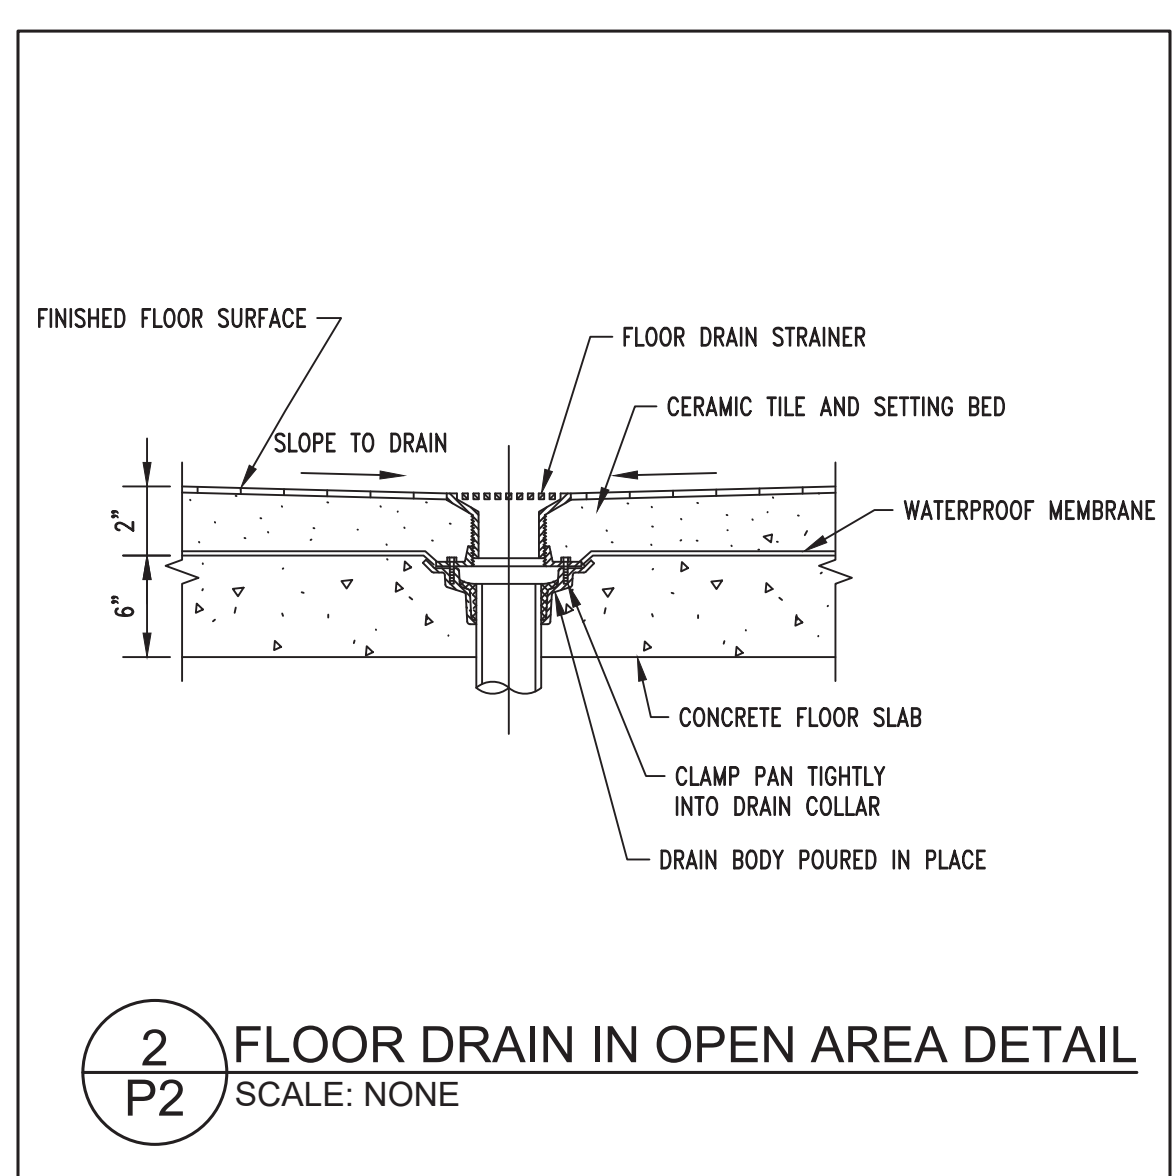 FINISHED FLOOR SURFACE
FLOOR DRAIN STRAINER
CERAMIC TILE AND SETTING BED
SLOPE TO DRAIN
WATERPROOF MEMBRANE
2"
6"
CONCRETE FLOOR SLAB
CLAMP PAN TIGHTLY
INTO DRAIN COLLAR
DRAIN BODY POURED IN PLACE
2
P2
FLOOR DRAIN IN OPEN AREA DETAIL
SCALE: NONE